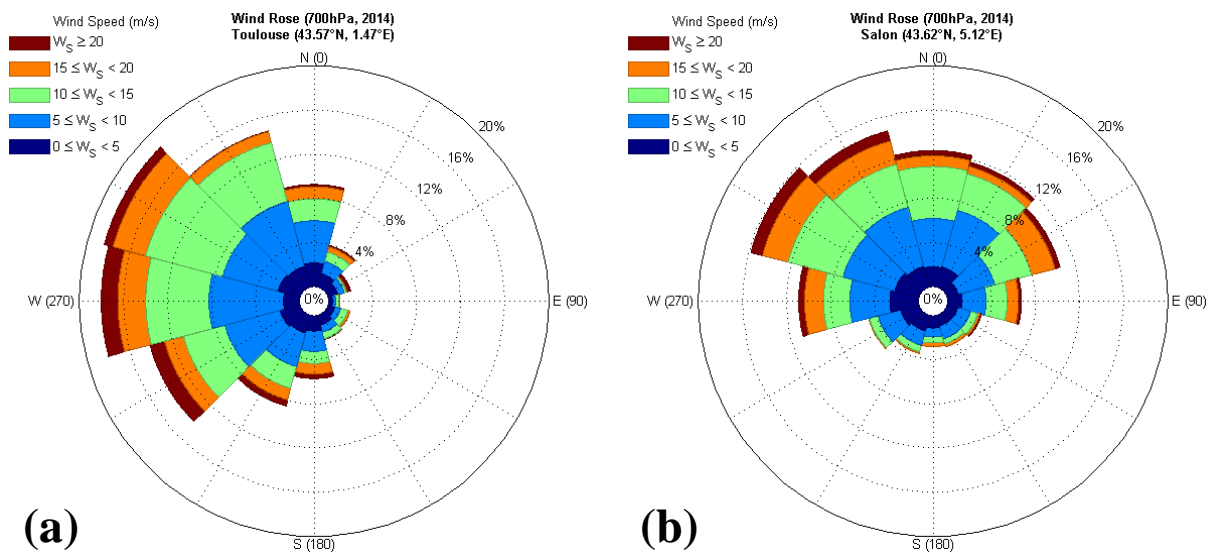 Wind Speed (m/s)
W_S ≥ 20
15 ≤ W_S < 20
10 ≤ W_S < 15
5 ≤ W_S < 10
0 ≤ W_S < 5
Wind Rose (700hPa, 2014)
Toulouse (43.57°N, 1.47°E)
N (0)
20%
16%
12%
8%
4%
0%
W (270)
E (90)
S (180)
(a)
Wind Speed (m/s)
W_S ≥ 20
15 ≤ W_S < 20
10 ≤ W_S < 15
5 ≤ W_S < 10
0 ≤ W_S < 5
Wind Rose (700hPa, 2014)
Salon (43.62°N, 5.12°E)
N (0)
20%
16%
12%
8%
4%
0%
W (270)
E (90)
S (180)
(b)